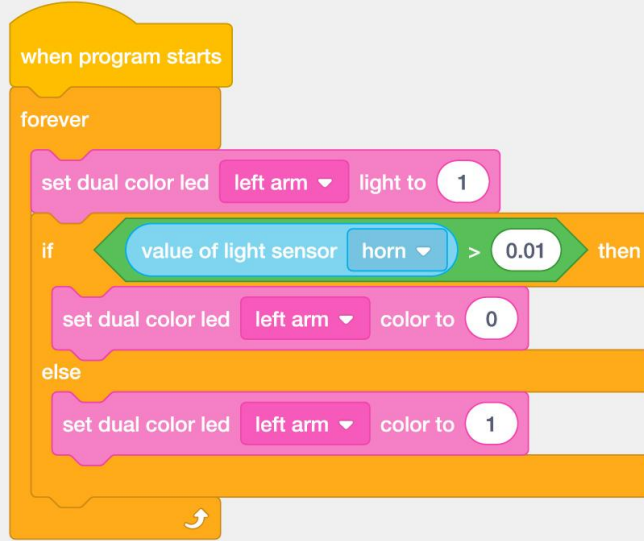 when program starts
forever
set dual color led left arm light to 1
if value of light sensor horn > 0.01 then
set dual color led left arm color to 0
else
set dual color led left arm color to 1